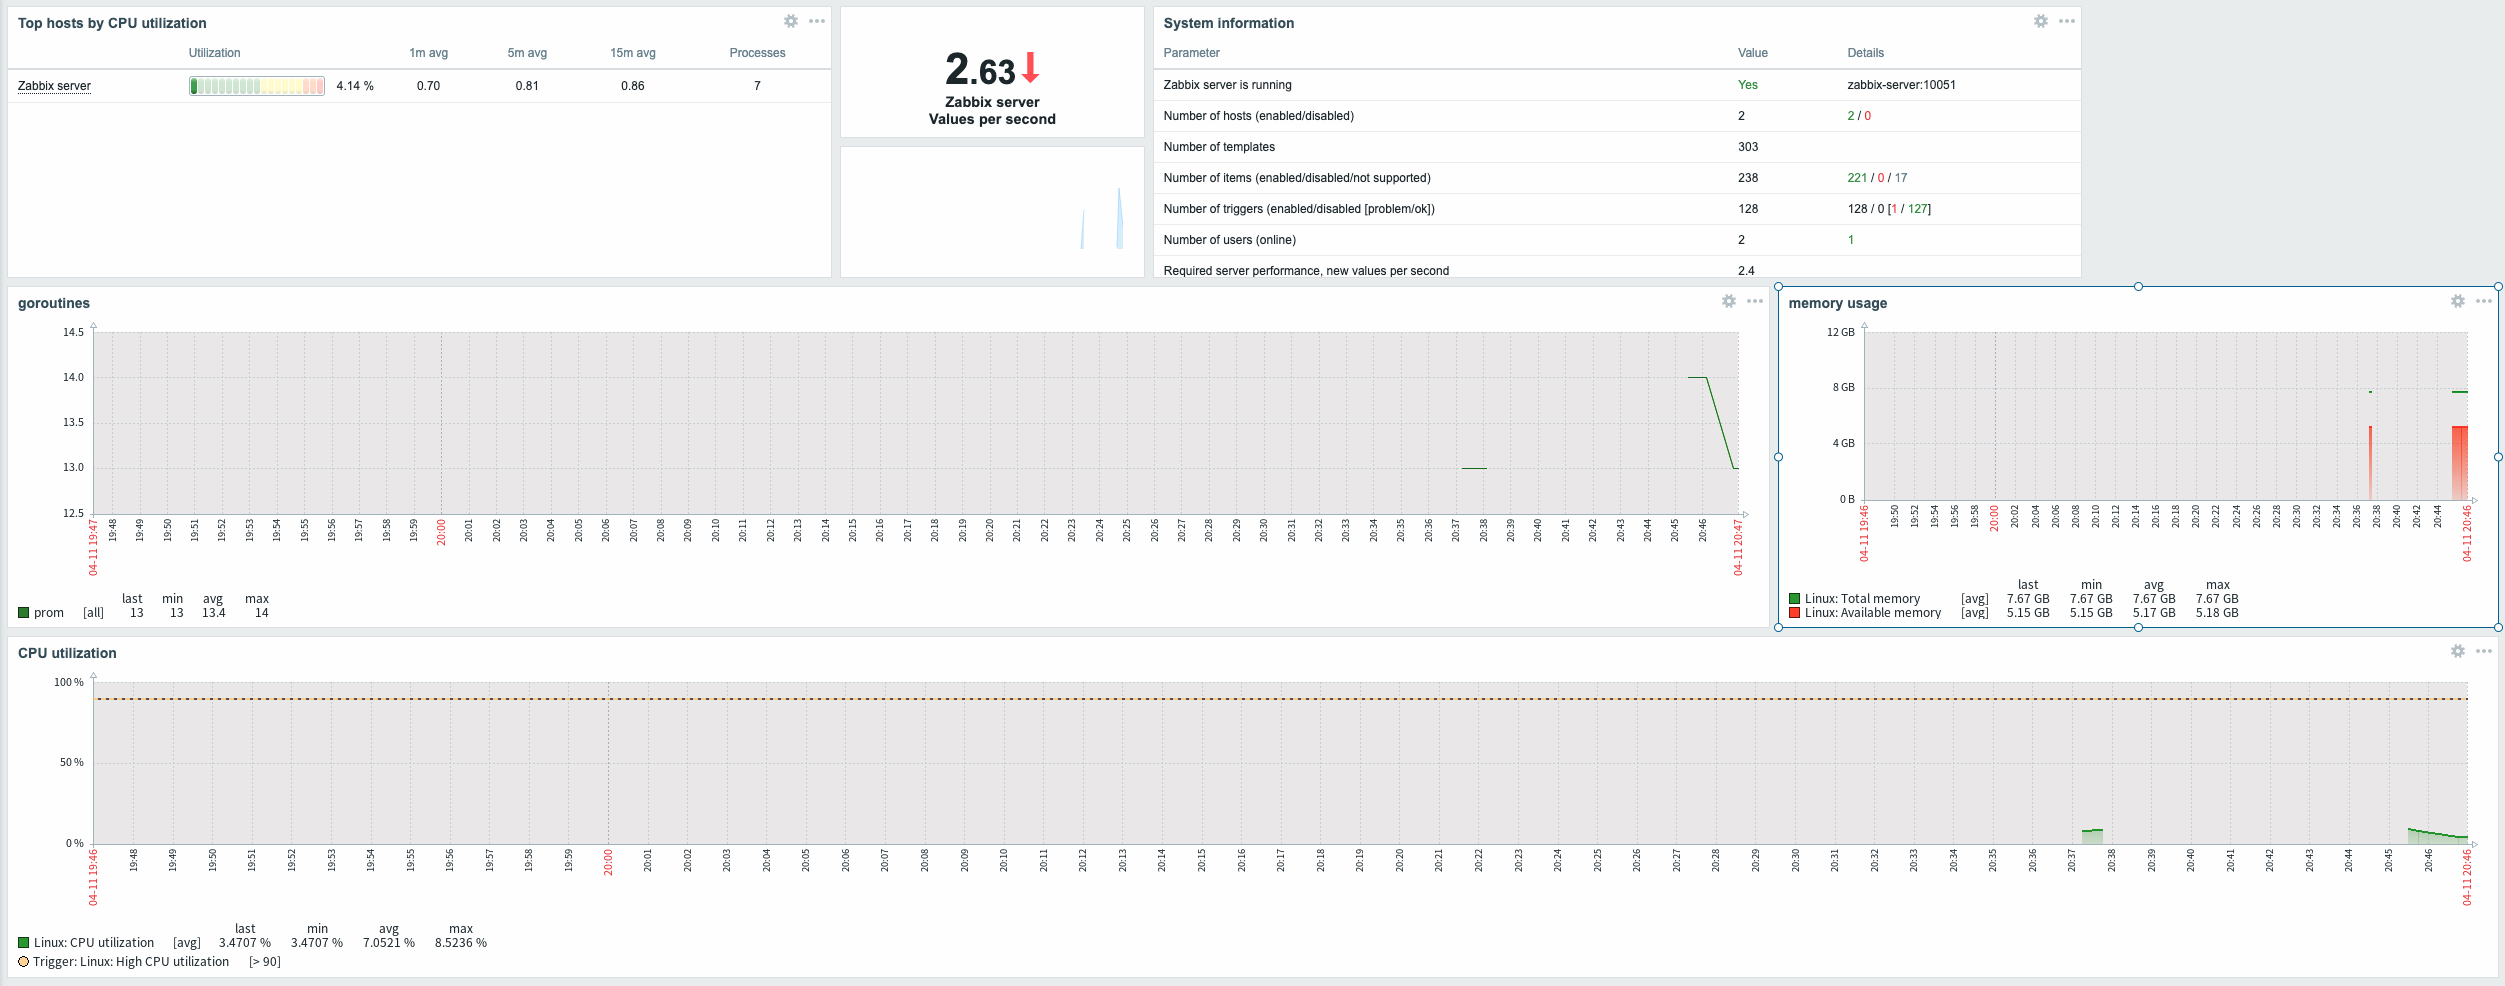 Top hosts by CPU utilization
Utilization 1m avg 5m avg 15m avg Processes
Zabbix server 4.14 % 0.70 0.81 0.86 7
2.63
Zabbix server
Values per second
System information
Parameter Value Details
Zabbix server is running Yes zabbix-server:10051
Number of hosts (enabled/disabled) 2 2 / 0
Number of templates 303
Number of items (enabled/disabled/not supported) 238 221 / 0 / 17
Number of triggers (enabled/disabled [problem/ok]) 128 128 / 0 [1 / 127]
Number of users (online) 2 1
Required server performance, new values per second 2.4
goroutines
14.5
14.0
13.5
13.0
12.5
04-11 19:47 19:48 19:49 19:50 19:51 19:52 19:53 19:54 19:55 19:56 19:57 19:58 19:59 20:00 20:01 20:02 20:03 20:04 20:05 20:06 20:07 20:08 20:09 20:10 20:11 20:12 20:13 20:14 20:15 20:16 20:17 20:18 20:19 20:20 20:21 20:22 20:23 20:24 20:25 20:26 20:27 20:28 20:29 20:30 20:31 20:32 20:33 20:34 20:35 20:36 20:37 20:38 20:39 20:40 20:41 20:42 20:43 20:44 20:45 20:46 04-11 20:47
last min avg max
prom [all] 13 13 13.4 14
memory usage
12 GB
8 GB
4 GB
0 B
04-11 19:46 19:50 19:52 19:54 19:56 19:58 20:00 20:02 20:04 20:06 20:08 20:10 20:12 20:14 20:16 20:18 20:20 20:22 20:24 20:26 20:28 20:30 20:32 20:34 20:36 20:38 20:40 20:42 20:44 04-11 20:46
last min avg max
Linux: Total memory [avg] 7.67 GB 7.67 GB 7.67 GB 7.67 GB
Linux: Available memory [avg] 5.15 GB 5.15 GB 5.17 GB 5.18 GB
CPU utilization
100 %
50 %
0 %
04-11 19:46 19:48 19:49 19:50 19:51 19:52 19:53 19:54 19:55 19:56 19:57 19:58 19:59 20:00 20:01 20:02 20:03 20:04 20:05 20:06 20:07 20:08 20:09 20:10 20:11 20:12 20:13 20:14 20:15 20:16 20:17 20:18 20:19 20:20 20:21 20:22 20:23 20:24 20:25 20:26 20:27 20:28 20:29 20:30 20:31 20:32 20:33 20:34 20:35 20:36 20:37 20:38 20:39 20:40 20:41 20:42 20:43 20:44 20:45 20:46 04-11 20:46
last min avg max
Linux: CPU utilization [avg] 3.4707 % 3.4707 % 7.0521 % 8.5236 %
Trigger: Linux: High CPU utilization [> 90]